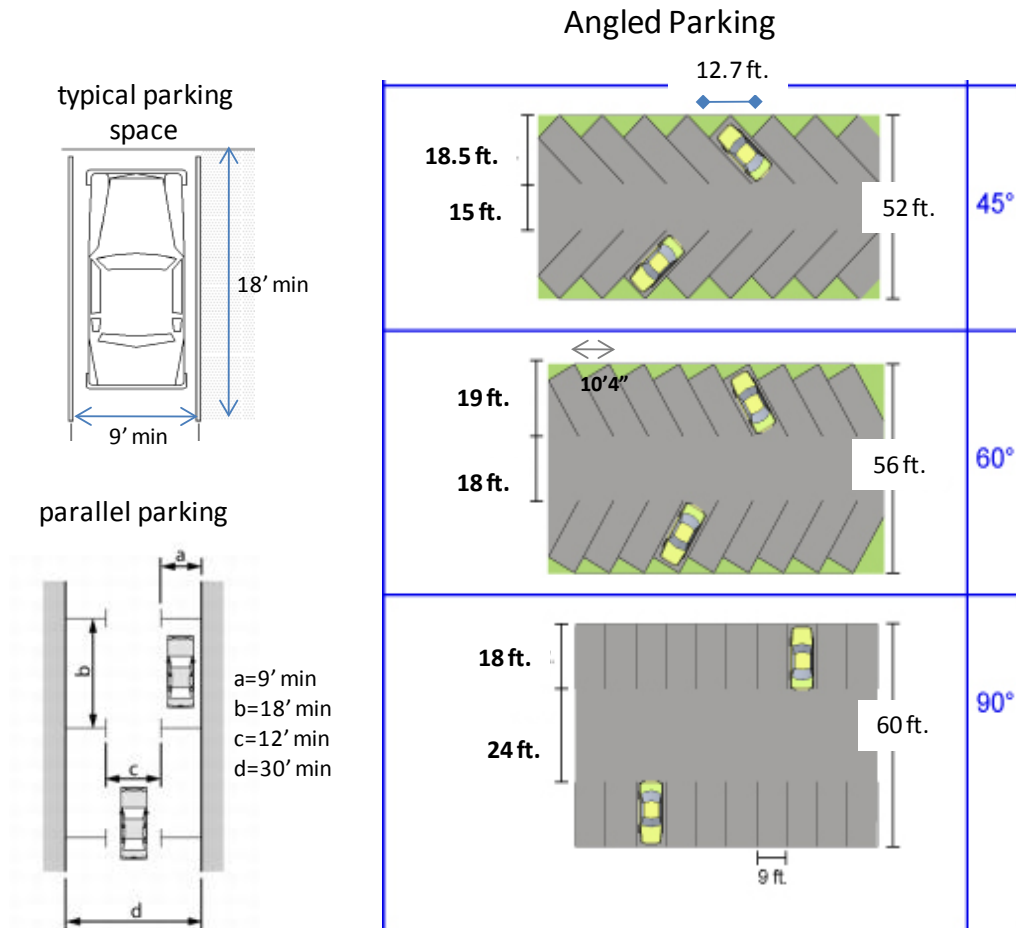 Angled Parking
typical parking
space
18’ min
9’ min
parallel parking
a
b
c
d
a=9’ min
b=18’ min
c=12’ min
d=30’ min
12.7 ft.
18.5 ft.
15 ft.
52 ft.
45°
10’4”
19 ft.
18 ft.
56 ft.
60°
18 ft.
24 ft.
60 ft.
90°
9 ft.